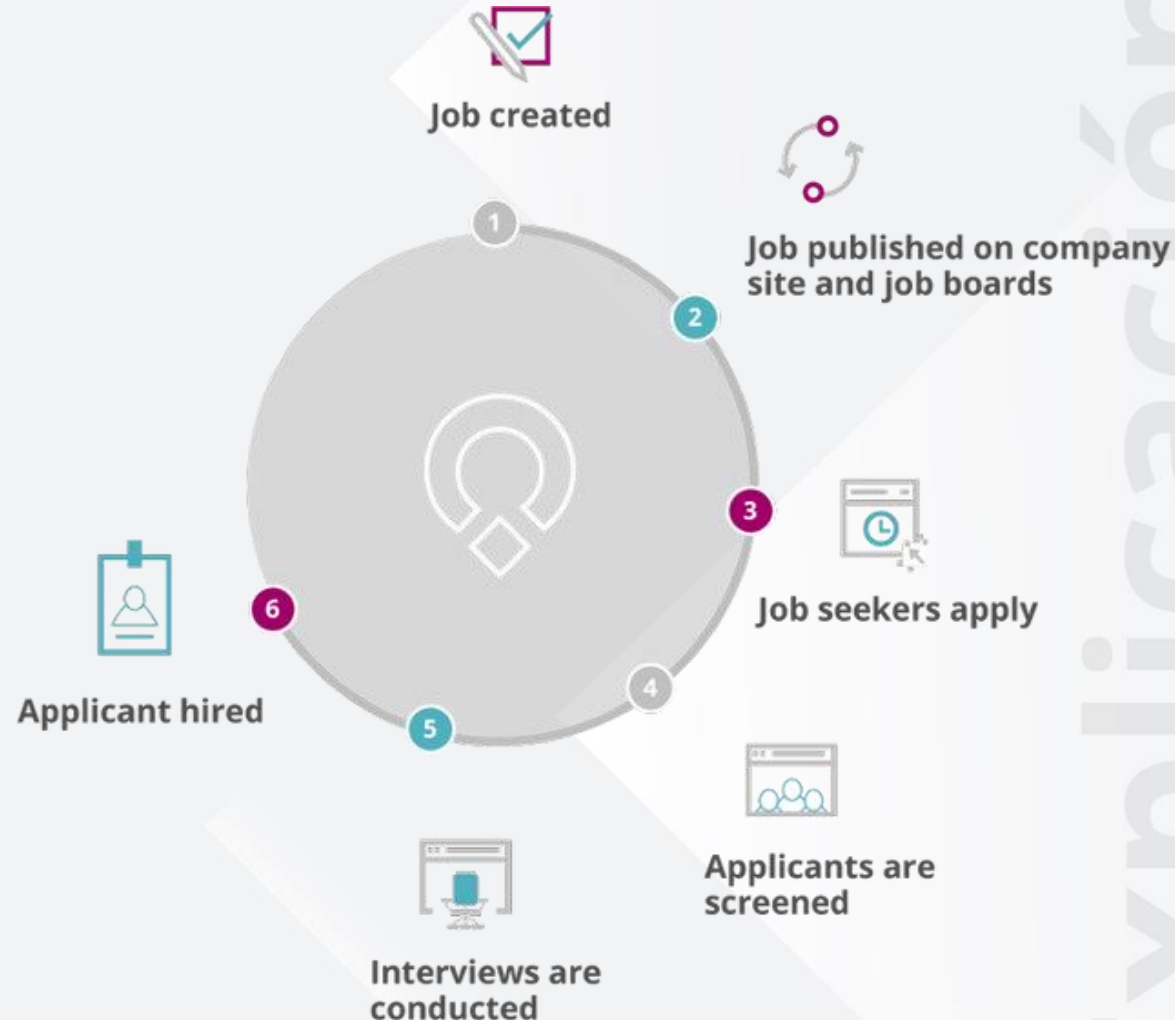 Job created
1
Job published on company
site and job boards
2
3
Job seekers apply
6
4
Applicant hired
5
Applicants are
screened
Interviews are
conducted